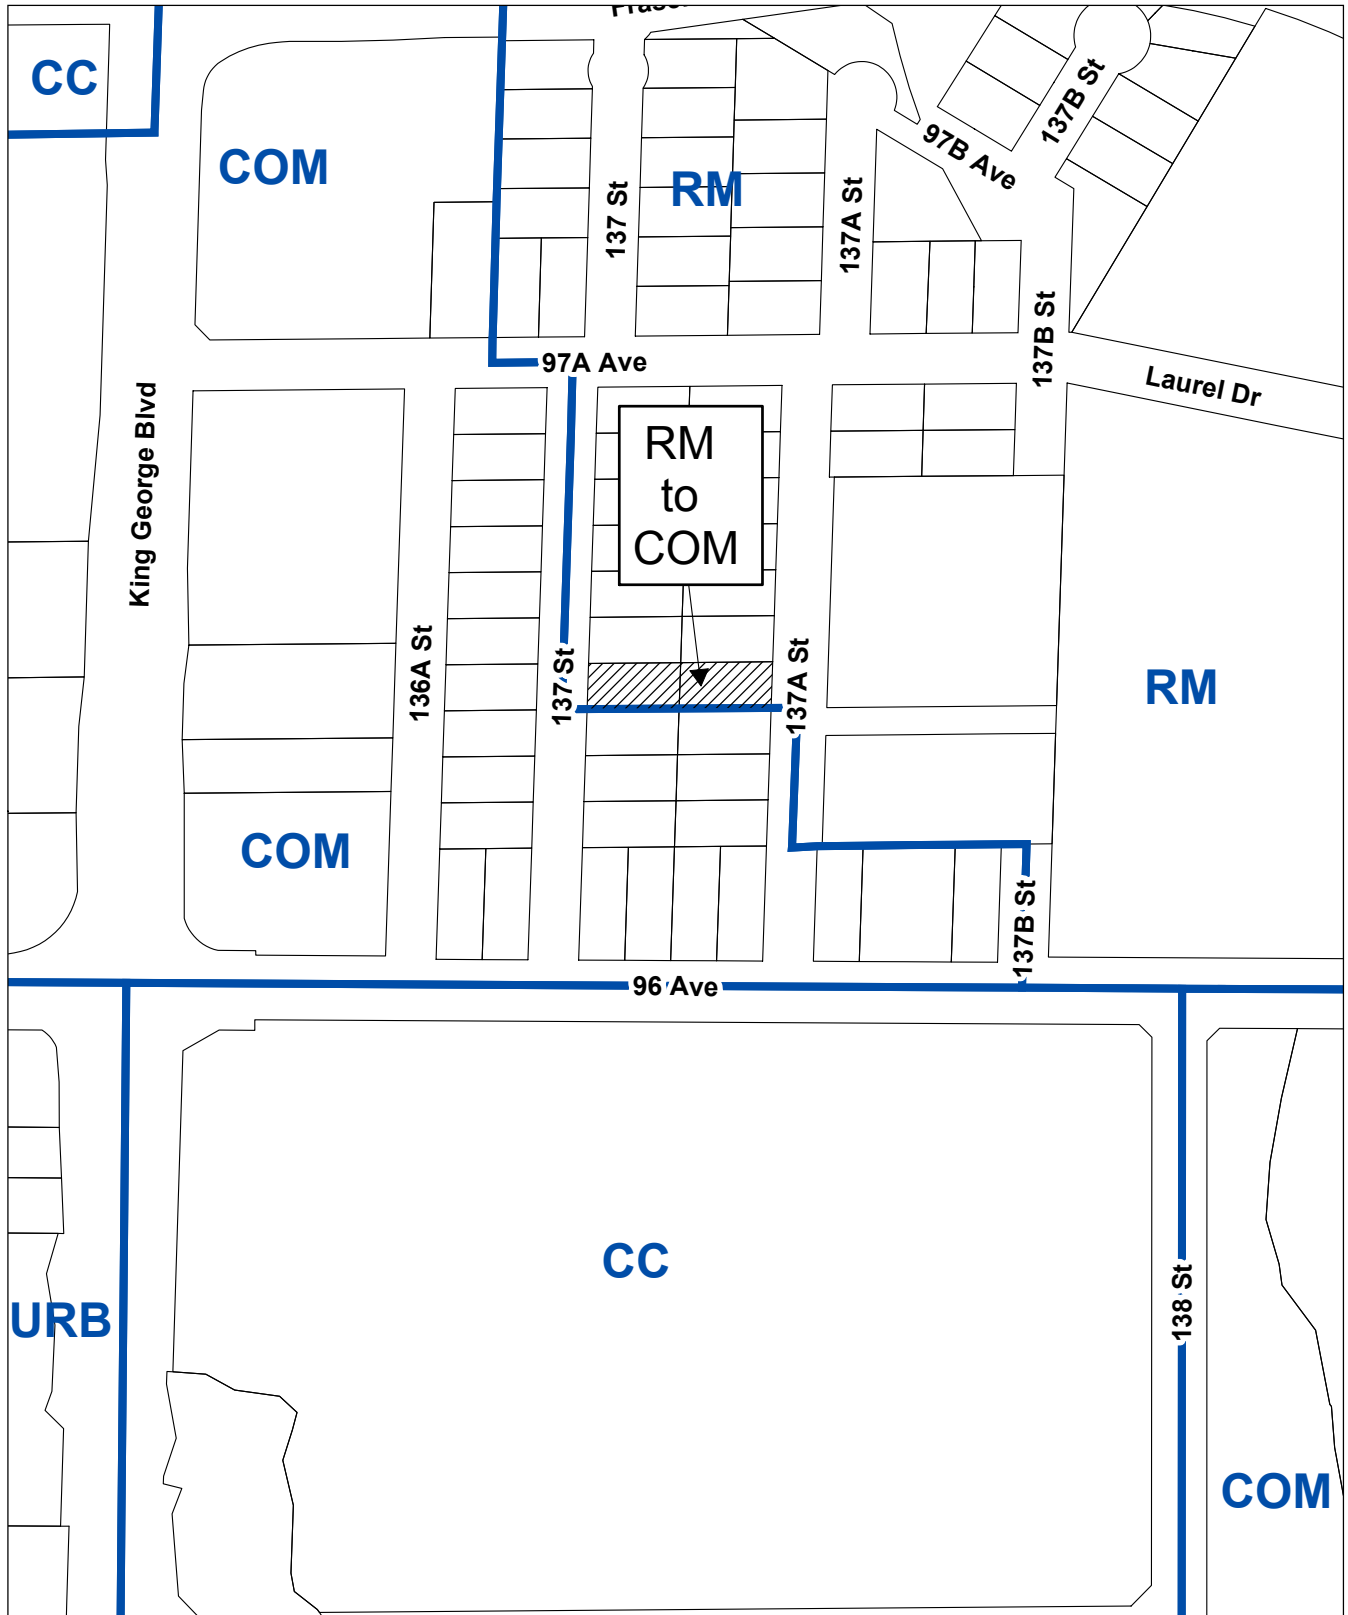 CC
COM
RM
137 St
137A St
97B Ave
137B St
137B St
97A Ave
Laurel Dr
King George Blvd
RM
to
COM
136A St
137 St
137A St
RM
COM
137B St
96 Ave
CC
URB
138 St
COM